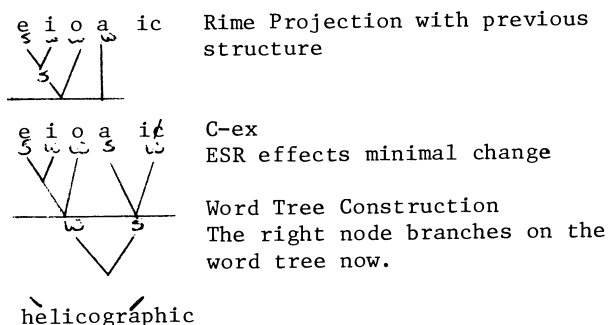 e i o a ic Rime Projection with previous
s w w w structure
s
e i o a ic C-ex
s w w s w ESR effects minimal change
Word Tree Construction
w s The right node branches on the
word tree now.
hèlicográphic